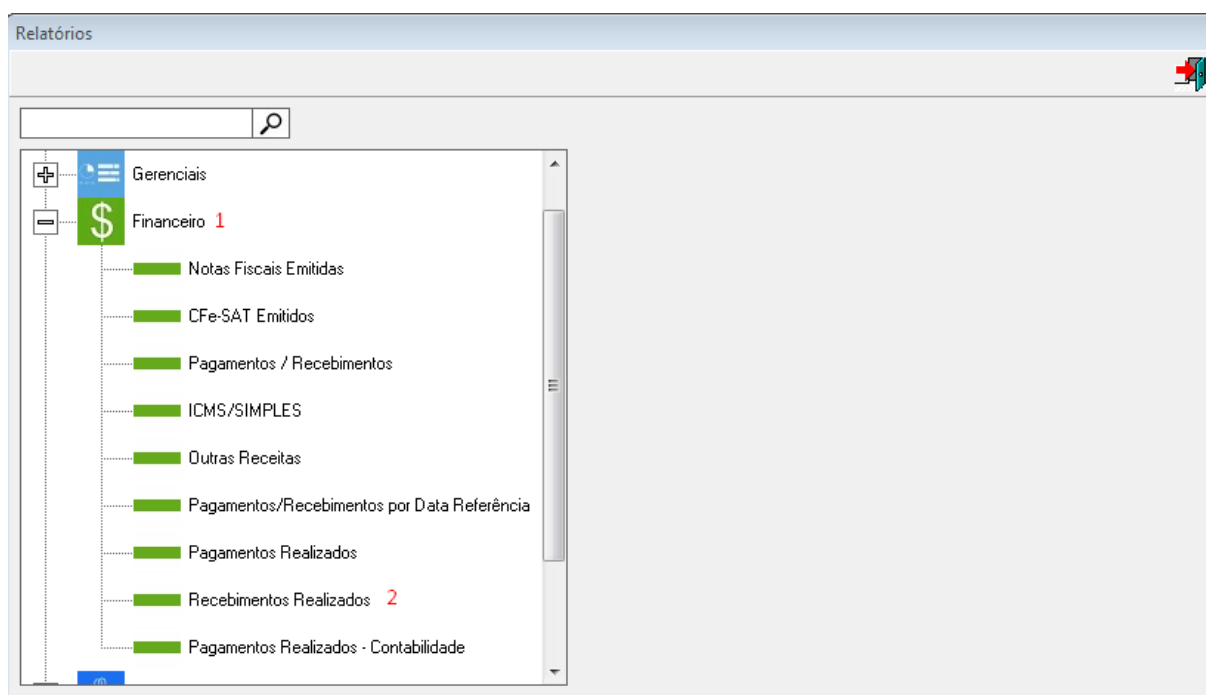 Relatórios
Gerenciais
Financeiro 1
Notas Fiscais Emitidas
CFe-SAT Emitidos
Pagamentos / Recebimentos
ICMS/SIMPLES
Outras Receitas
Pagamentos/Recebimentos por Data Referência
Pagamentos Realizados
Recebimentos Realizados 2
Pagamentos Realizados - Contabilidade